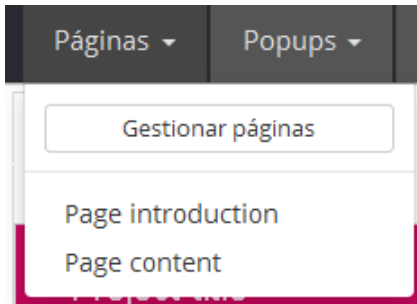 Páginas Popups
Gestionar páginas
Page introduction
Page content